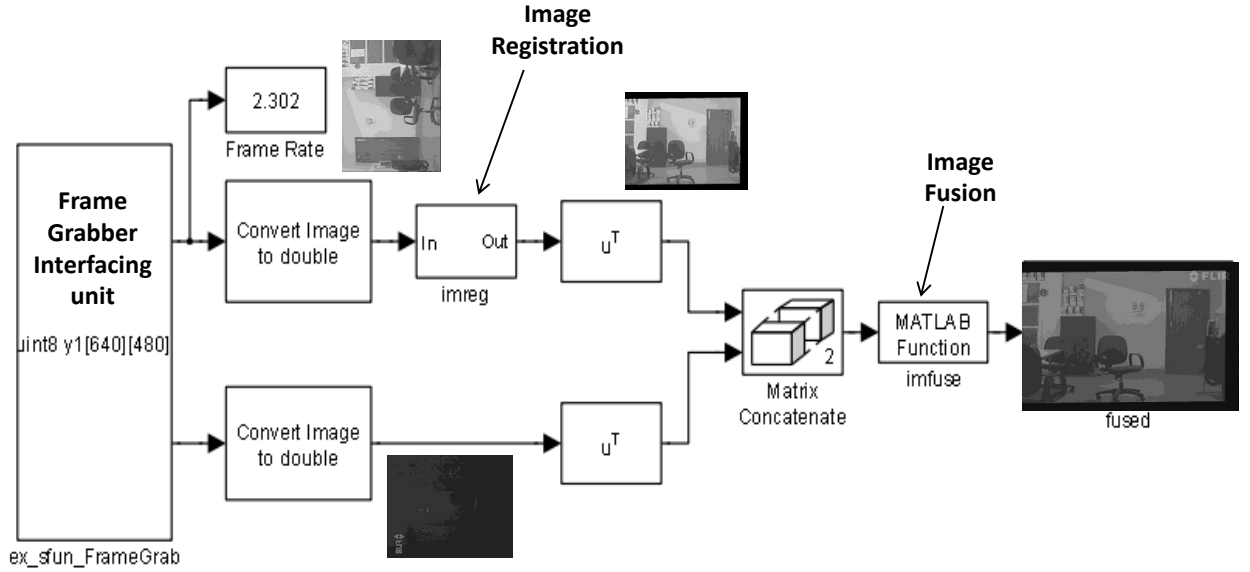 Image
Registration
2.302
Frame Rate
Image
Fusion
Frame
Grabber
Interfacing
unit
uint8 y1[640][480]
ex_sfun_FrameGrab
Convert Image
to double
In Out
imreg
u^T
Convert Image
to double
u^T
FLIR
2
Matrix
Concatenate
MATLAB
Function
imfuse
FLIR
fused